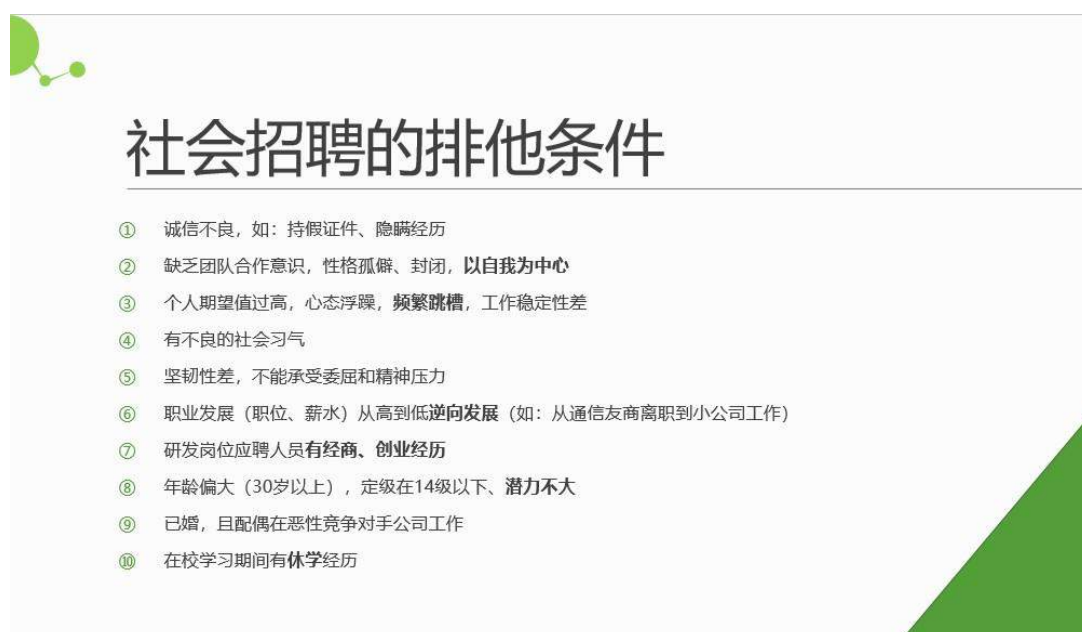 社会招聘的排他条件
① 诚信不良，如：持假证件、隐瞒经历
② 缺乏团队合作意识，性格孤僻、封闭，以自我为中心
③ 个人期望值过高，心态浮躁，频繁跳槽，工作稳定性差
④ 有不良的社会习气
⑤ 坚韧性差，不能承受委屈和精神压力
⑥ 职业发展（职位、薪水）从高到低逆向发展（如：从通信友商离职到小公司工作）
⑦ 研发岗位应聘人员有经商、创业经历
⑧ 年龄偏大（30岁以上），定级在14级以下、潜力不大
⑨ 已婚，且配偶在恶性竞争对手公司工作
⑩ 在校学习期间有休学经历